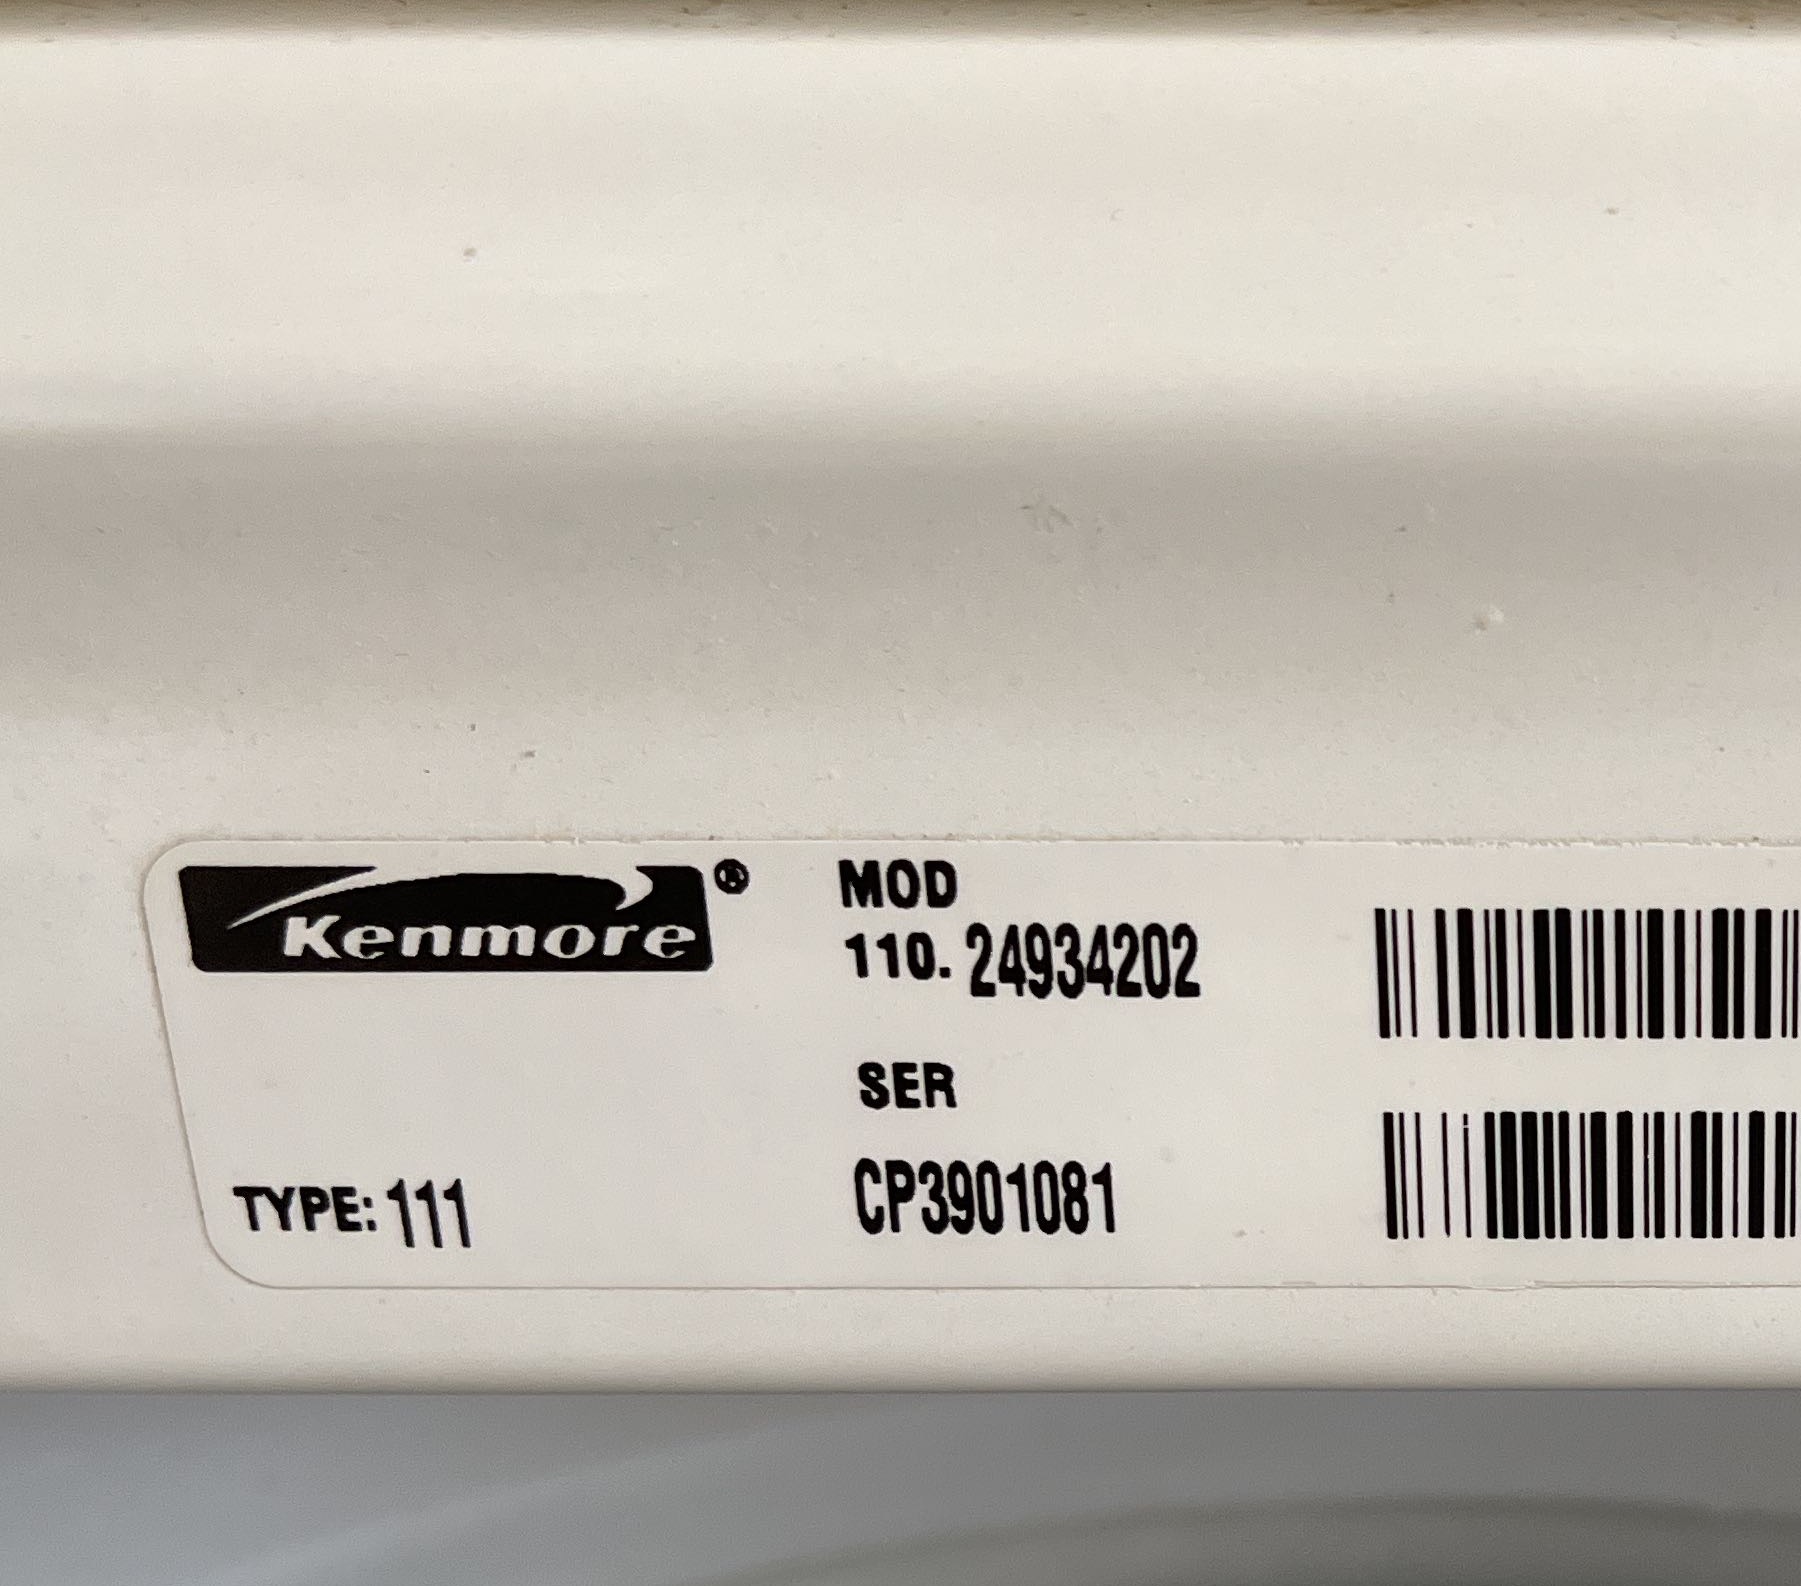 Kenmore®
MOD
110. 24934202
SER
CP3901081
TYPE: 111